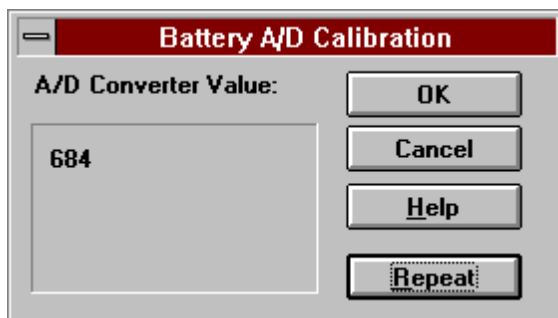 Battery A/D Calibration
A/D Converter Value:
684
OK
Cancel
Help
Repeat